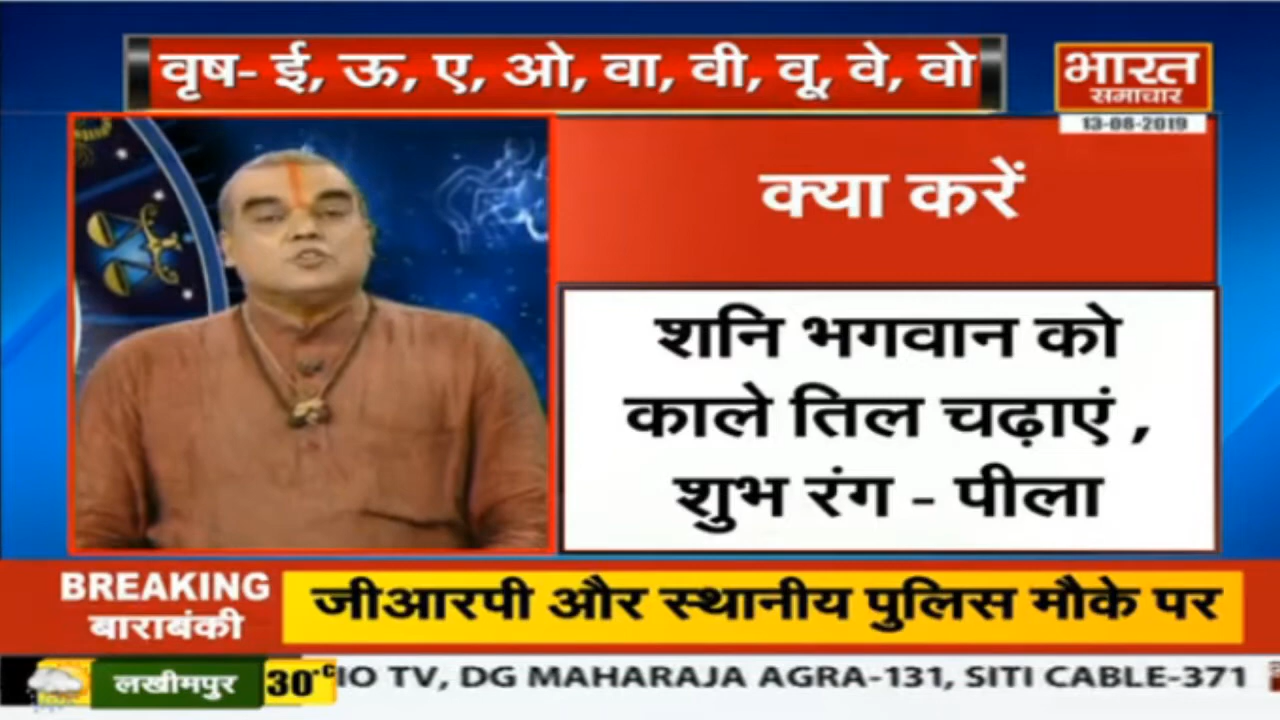 वृष- ई, ऊ, ए, ओ, वा, वी, वू, वे, वो
भारत
समाचार
13-08-2019
क्या करें
शनि भगवान को
काले तिल चढ़ाएं ,
शुभ रंग - पीला
BREAKING
बाराबंकी
जीआरपी और स्थानीय पुलिस मौके पर
लखीमपुर
30°C
IO TV, DG MAHARAJA AGRA-131, SITI CABLE-371